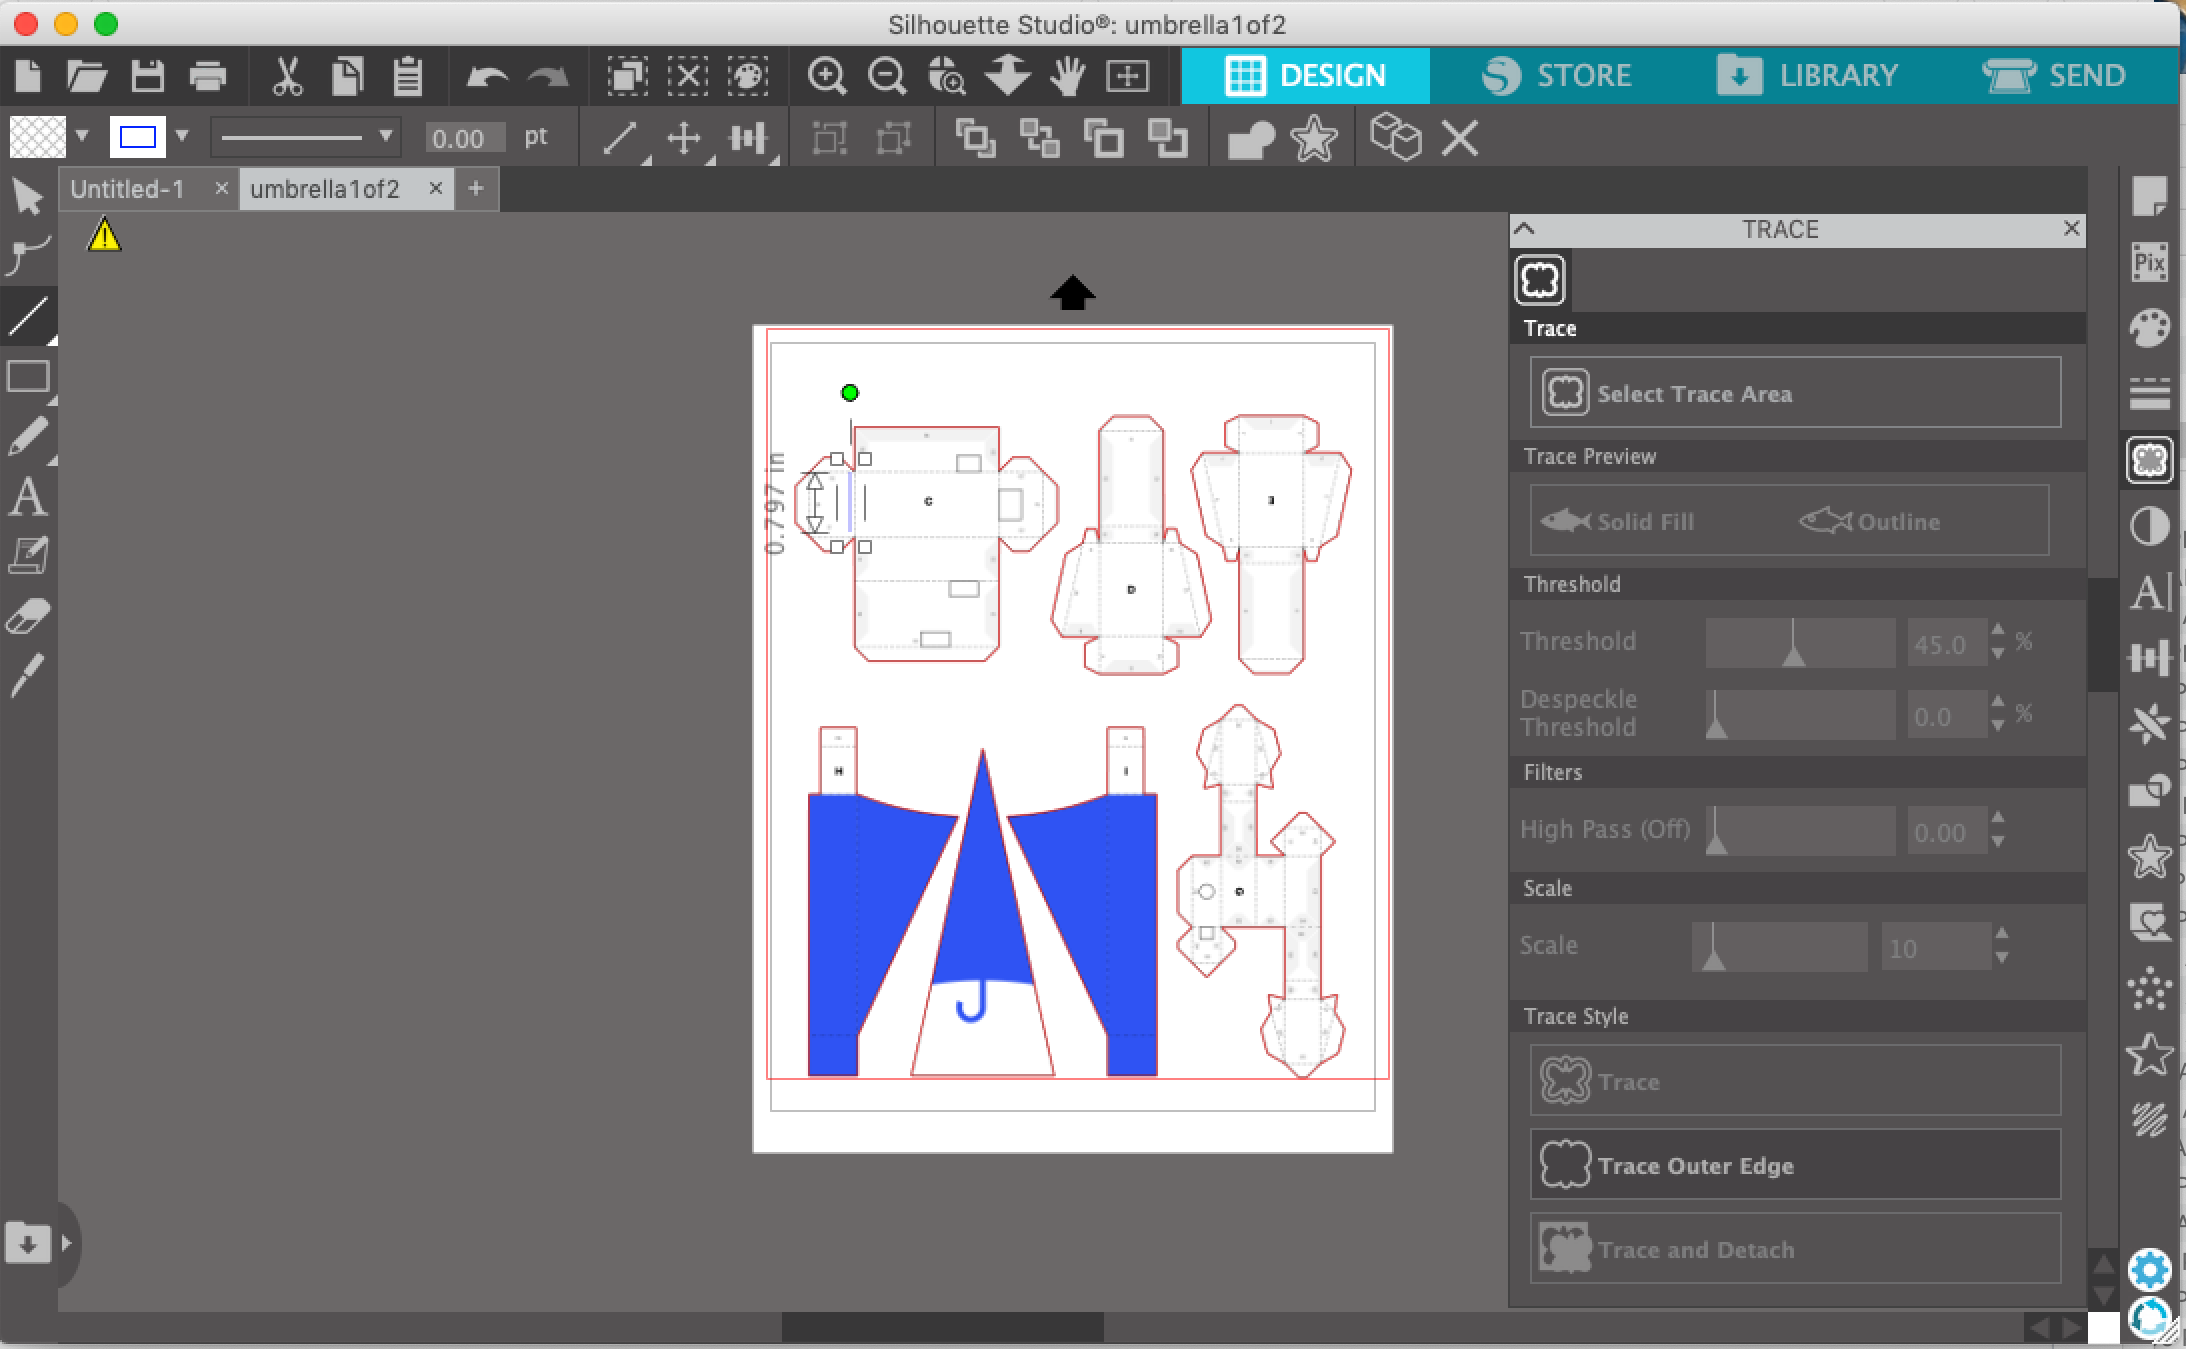 Silhouette Studio®: umbrella1of2
DESIGN
STORE
LIBRARY
SEND
0.00 pt
Untitled-1 × umbrella1of2 × +
TRACE
Pix
Trace
Select Trace Area
Trace Preview
Solid Fill Outline
Threshold
Threshold 45.0 %
Despeckle
Threshold 0.0 %
Filters
High Pass (Off) 0.00
Scale
Scale 10
Trace Style
Trace
Trace Outer Edge
Trace and Detach
0.797 in
C
D
H
I
G